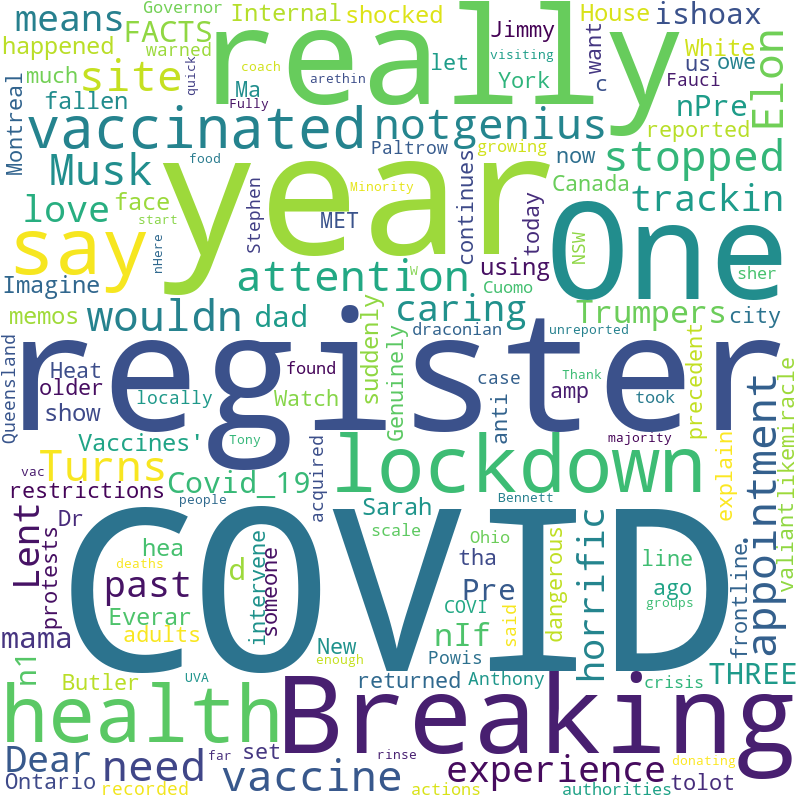 means
Internal
shocked
Jimmy
House
ishoax
Governor
happened
FACTS
warned
really
White
us
owe
much
site
quick
coach
arethin
Ma
let
visiting
York
want
c
Fauci
Elon
Montreal
fallen
Fully
nPre
reported
vaccinated
notgenius
Musk
food
year
Paltrow
growing
now
stopped
love
face
Minority
Canada
trackin
start
Stephen
MET
continues
today
One
NSW
say
nHere
attention
W
using
Cuomo
sher
Imagine
memos
wouldn
dad
suddenly
caring
Trumpers
city
draconian
unreported
Queensland
register
Heat
older
show
locally
found
Watch
Genuinely
case
anti
Thank
amp
took
precedent
likemiracle
valiant
Vaccines'
Tony
majority
lockdown
appointment
Turns
vac
restrictions
Covid_19
people
acquired
Bennett
explain
Lent
Dr
protests
Sarah
scale
Ohio
COVID
hea
deaths
d
intervene
someone
tha
dangerous
horrific
line
frontline
past
Pre
ago
Everar
COVI
groups
mama
adults
nIf
said
New
enough
Powis
n1
Butler
UVA
returned
Anthony
crisis
THREE
health
Breaking
Dear
need
far
set
rinse
experience
donating
Ontario
recorded
vaccine
actions
authorities
tolot